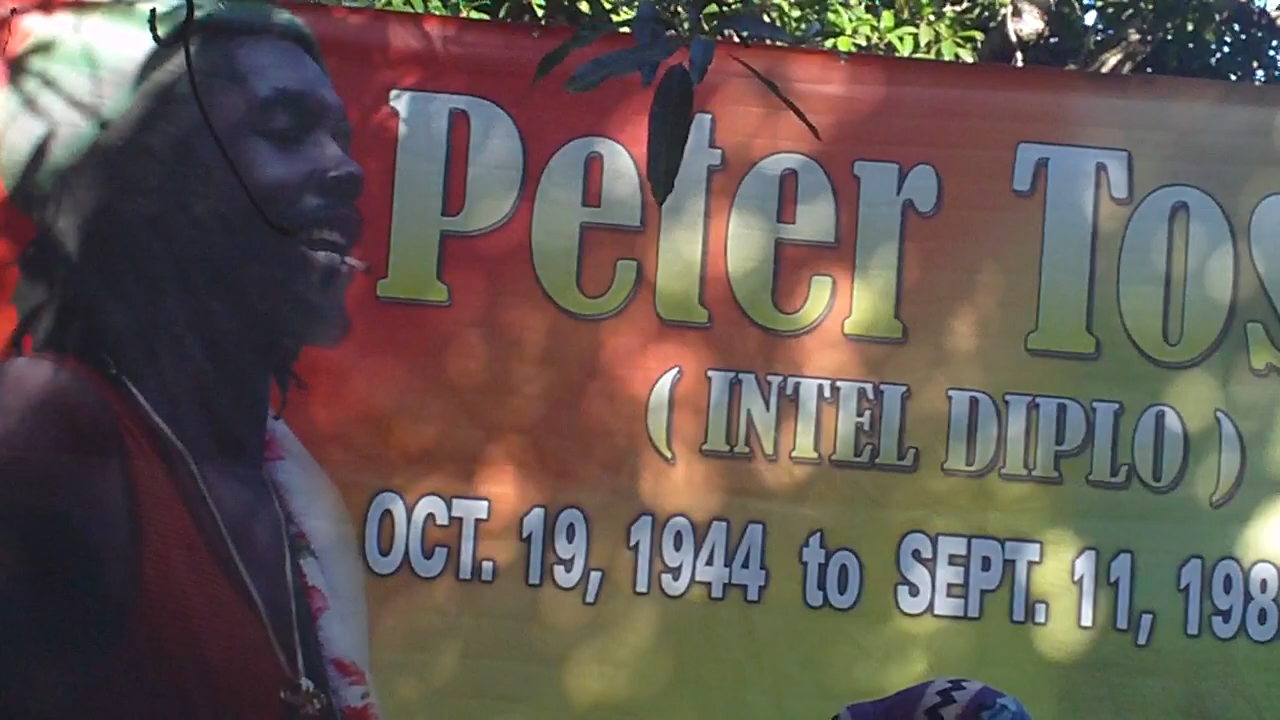 Peter Tos
( INTEL DIPLO )
OCT. 19, 1944 to SEPT. 11, 198